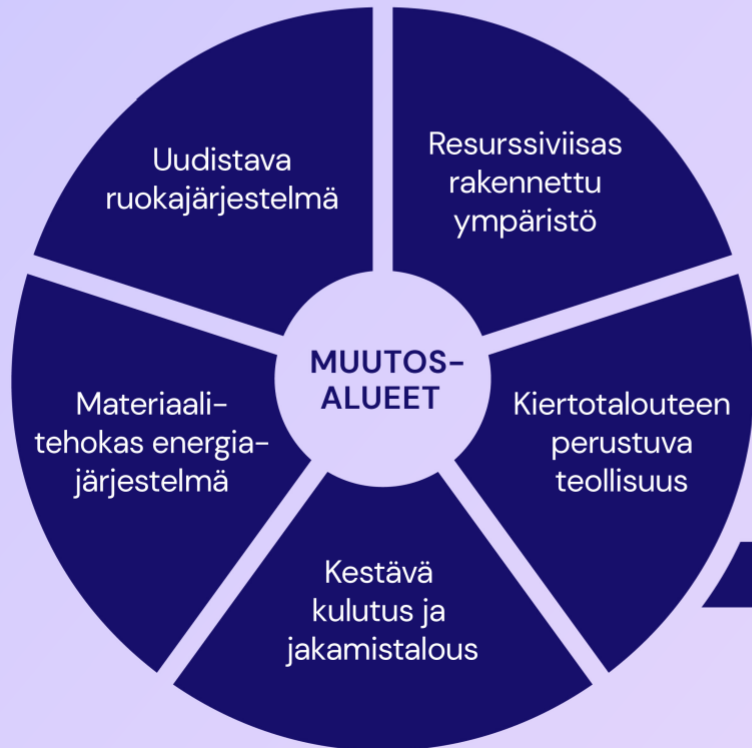 Uudistava
ruokajärjestelmä
Resurssiviisas
rakennettu
ympäristö
MUUTOS-
ALUEET
Materiaali-
tehokas energia-
järjestelmä
Kiertotalouteen
perustuva
teollisuus
Kestävä
kulutus ja
jakamistalous